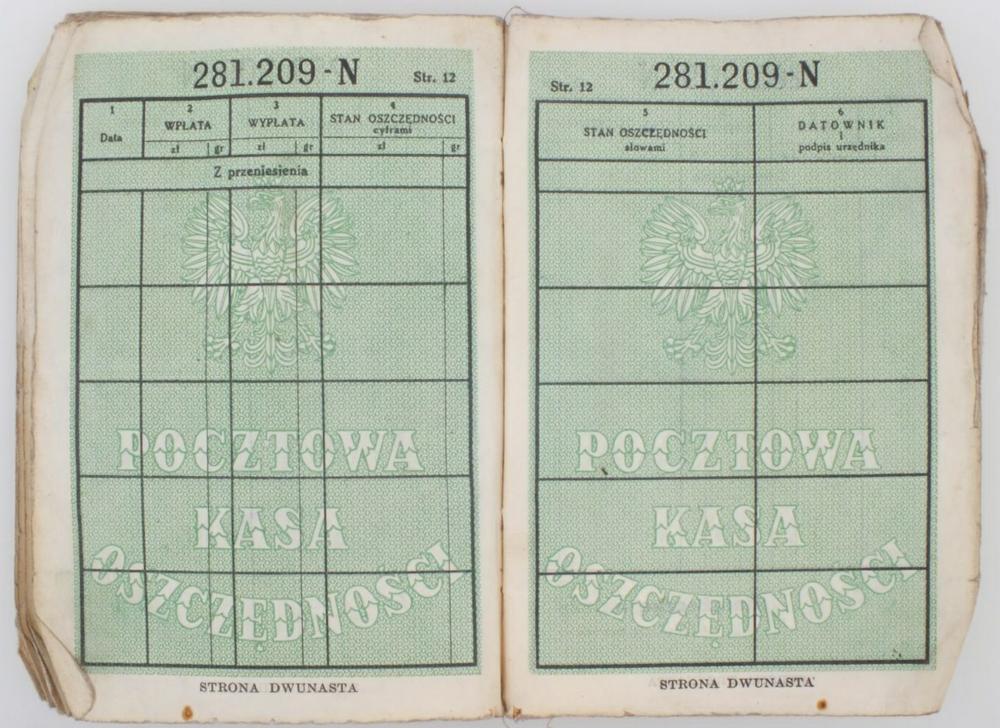 281.209-N
Str. 12
1
Data
2
WPŁATA
zł gr
3
WYPŁATA
zł gr
4
STAN OSZCZĘDNOŚCI
cyframi
zł gr
Z przeniesienia
POCZTOWA
KASA
OSZCZĘDNOŚCI
STRONA DWUNASTA
Str. 12
281.209-N
5
STAN OSZCZĘDNOŚCI
słowami
6
DATOWNIK
i
podpis urzędnika
POCZTOWA
KASA
OSZCZĘDNOŚCI
STRONA DWUNASTA